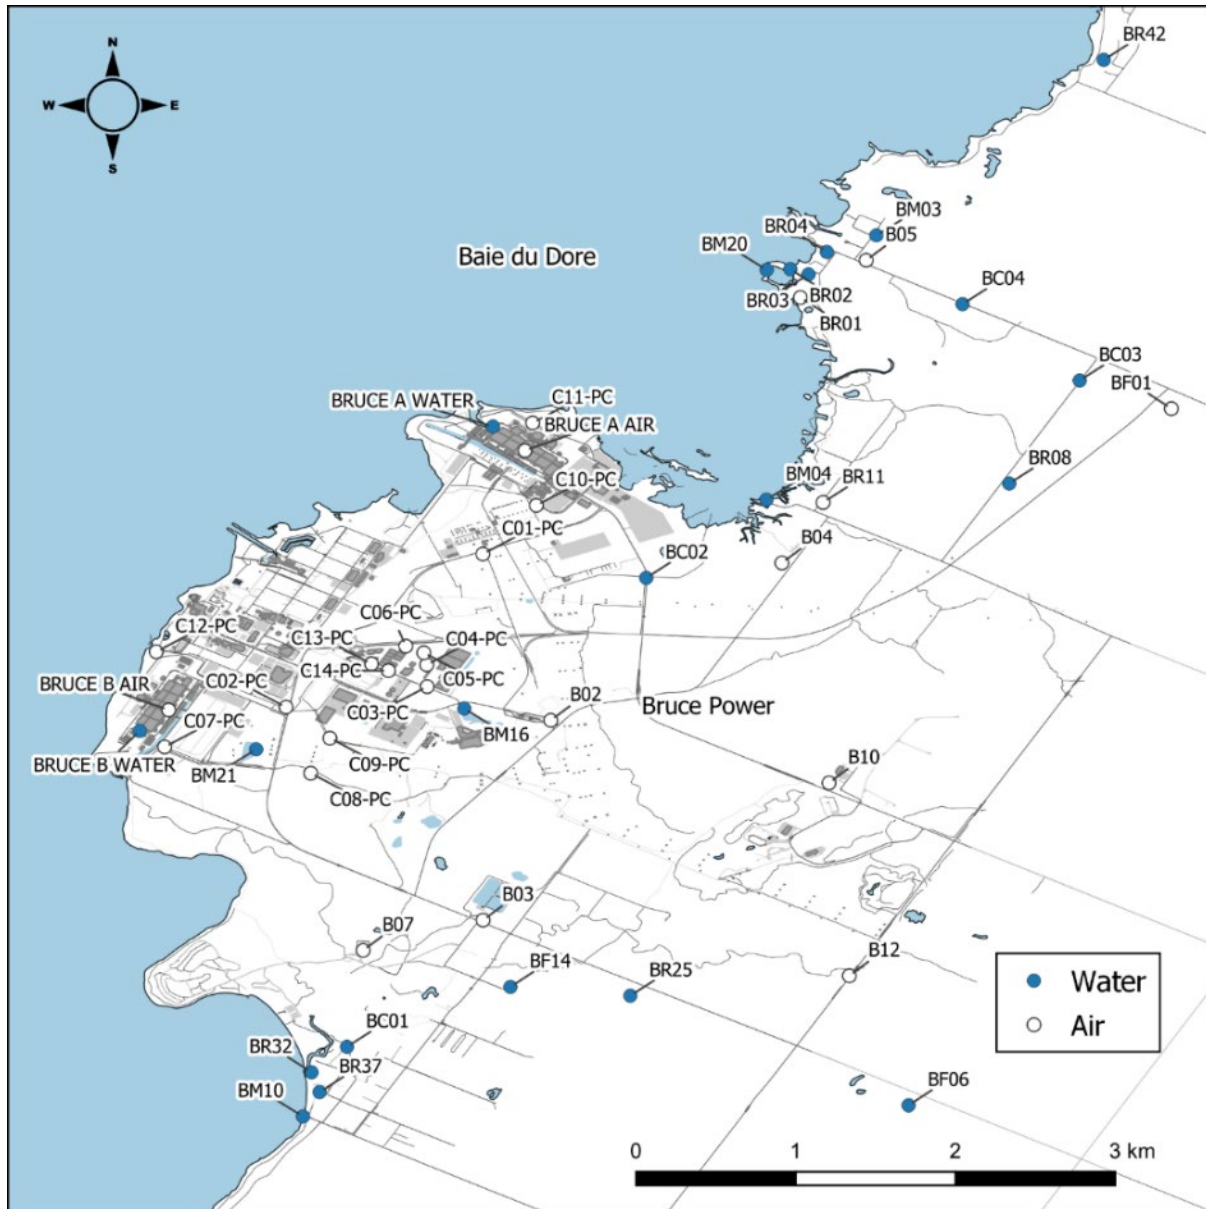 N
W E
S
BR42
BM03
BR04
B05
BM20
Baie du Dore
BC04
BR03
BR02
BR01
BC03
BF01
C11-PC
BRUCE A WATER
BRUCE A AIR
BR08
BM04
BR11
C10-PC
C01-PC
B04
BC02
C06-PC
C12-PC
C13-PC
C04-PC
C14-PC
BRUCE B AIR
C02-PC
C05-PC
B02
Bruce Power
C03-PC
C07-PC
BM16
BRUCE B WATER
BM21
C09-PC
B10
C08-PC
B03
B07
B12
BF14
BR25
Water
Air
BC01
BR32
BR37
BM10
BF06
0 1 2 3 km